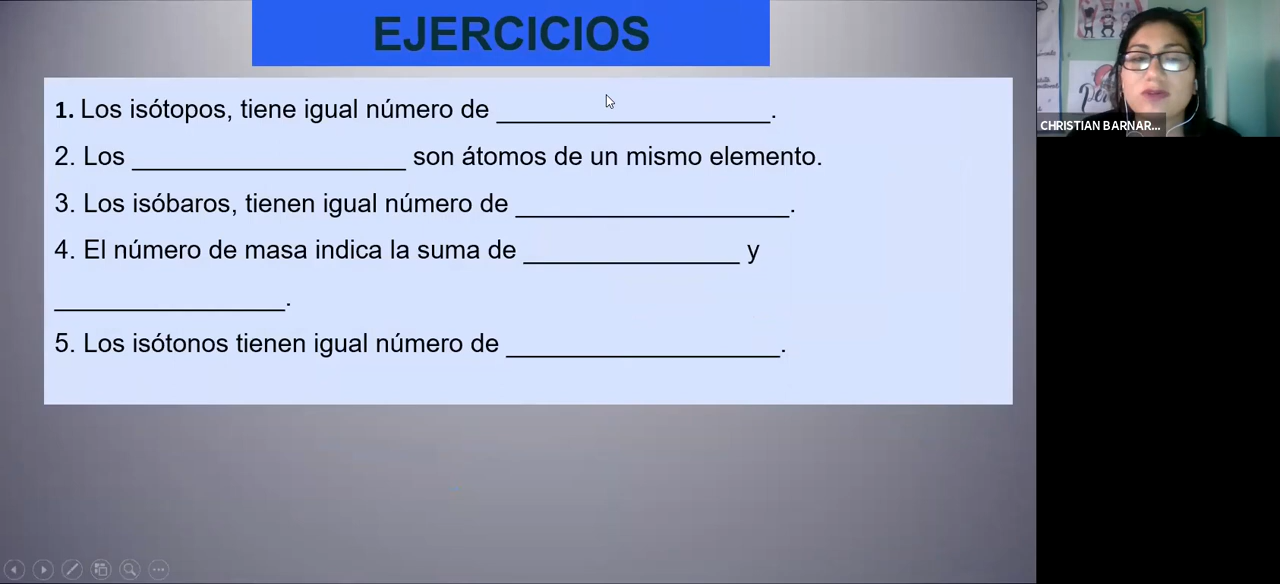 EJERCICIOS
1. Los isótopos, tiene igual número de ____________________.
2. Los ____________________ son átomos de un mismo elemento.
3. Los isóbaros, tienen igual número de ____________________.
4. El número de masa indica la suma de ________________ y
_________________.
5. Los isótonos tienen igual número de ____________________.
CHRISTIAN BARNAR...